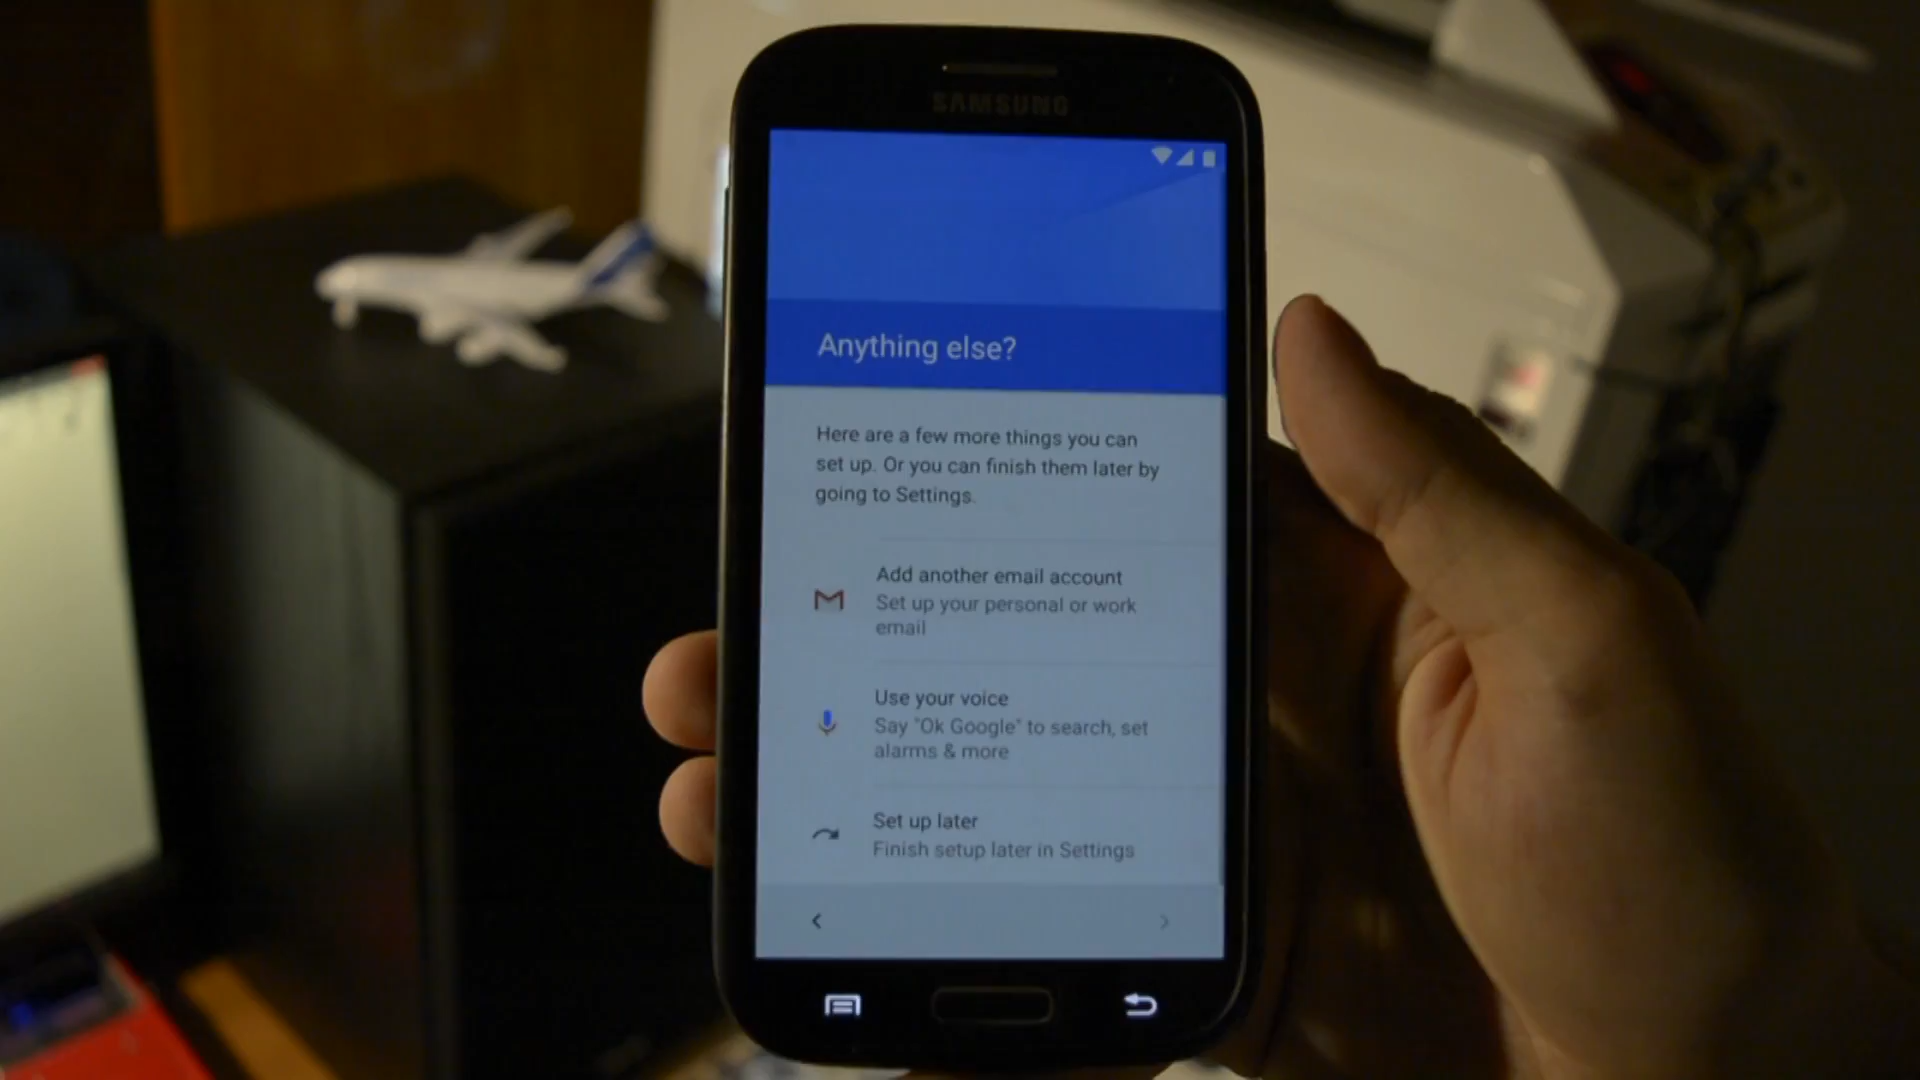 SAMSUNG
Anything else?
Here are a few more things you can
set up. Or you can finish them later by
going to Settings.
Add another email account
Set up your personal or work
email
Use your voice
Say "Ok Google" to search, set
alarms & more
Set up later
Finish setup later in Settings